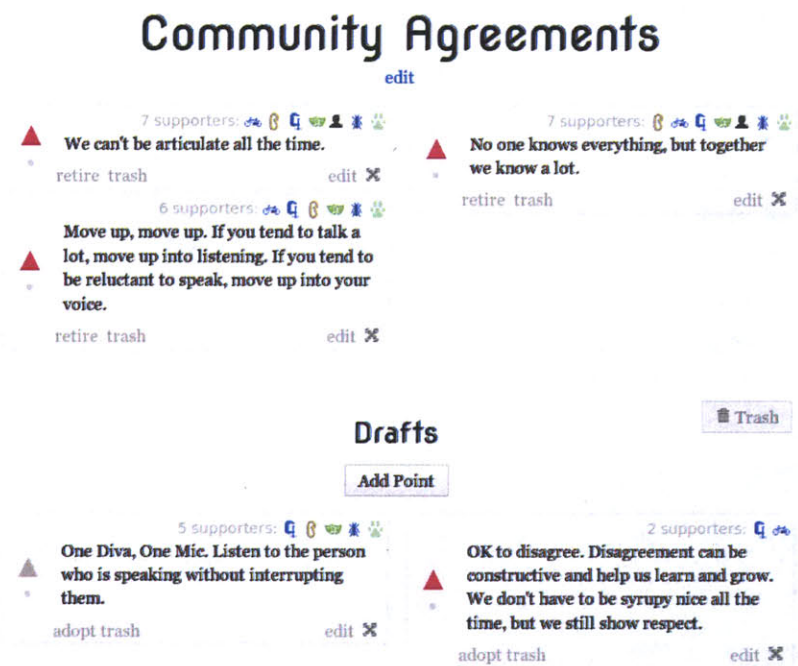 Community Agreements
edit
7 supporters:
We can't be articulate all the time.
retire trash
edit
7 supporters:
No one knows everything, but together
we know a lot.
retire trash
edit
6 supporters:
Move up, move up. If you tend to talk a
lot, move up into listening. If you tend to
be reluctant to speak, move up into your
voice.
retire trash
edit
Trash
Drafts
Add Point
5 supporters:
One Diva, One Mic. Listen to the person
who is speaking without interrupting
them.
adopt trash
edit
2 supporters:
OK to disagree. Disagreement can be
constructive and help us learn and grow.
We don't have to be syrupy nice all the
time, but we still show respect.
adopt trash
edit